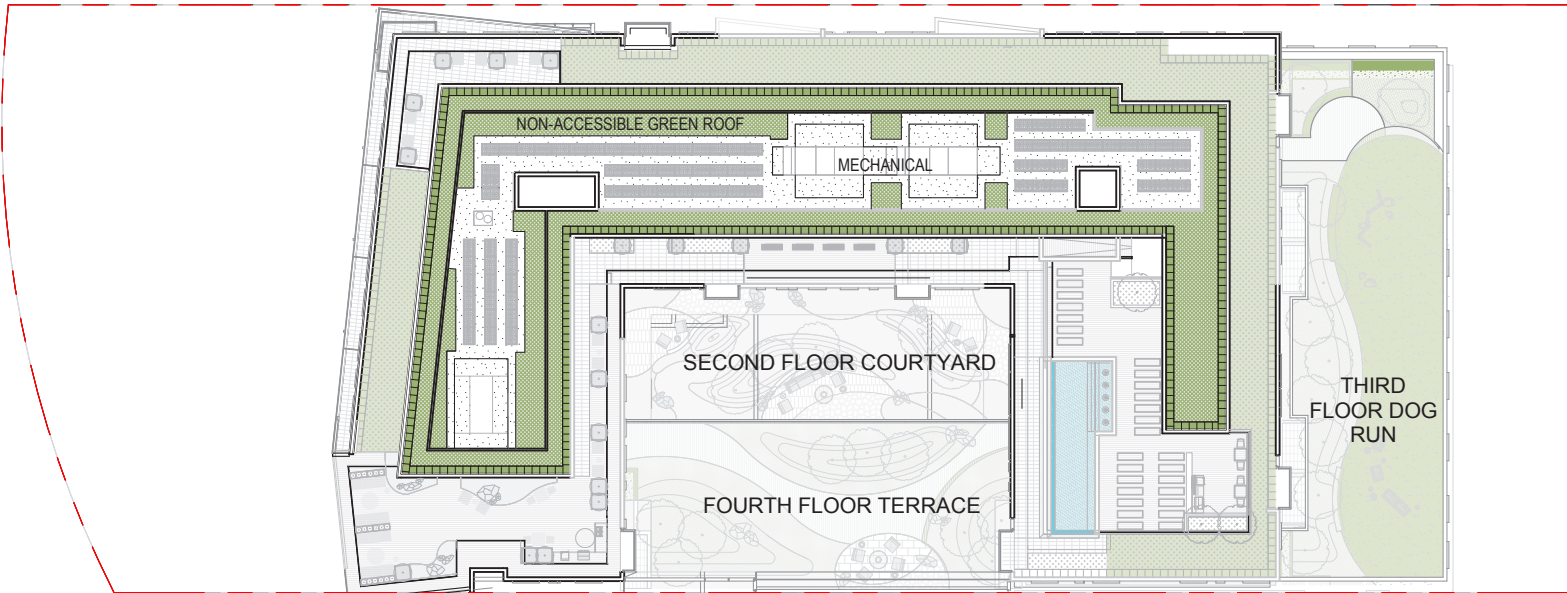 NON-ACCESSIBLE GREEN ROOF
MECHANICAL
SECOND FLOOR COURTYARD
THIRD
FLOOR DOG
RUN
FOURTH FLOOR TERRACE